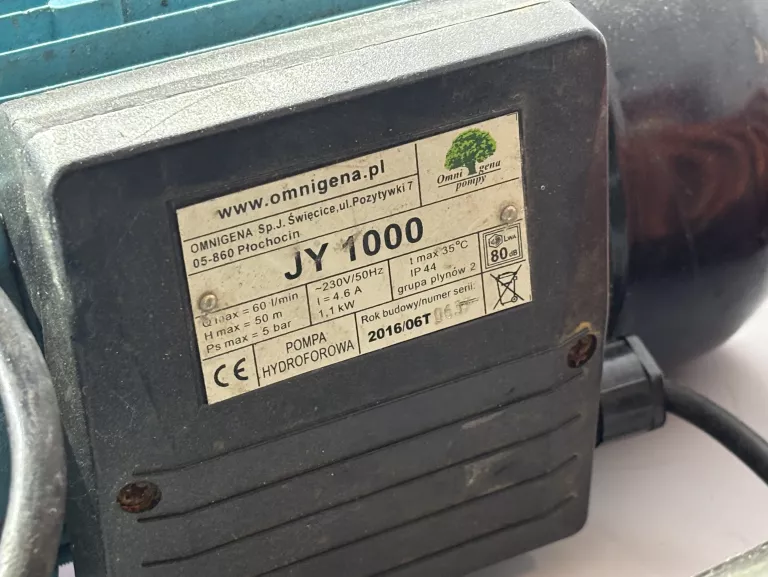 www.omnigena.pl
OMNIGENA Sp.J. Święcice,ul.Pozytywki 7
05-860 Płochocin
Omni gena
pompy
JY 1000
Q max = 60 l/min
H max = 50 m
Ps max = 5 bar
~230V/50Hz
I = 4.6 A
1,1 kW
t max 35°C
IP 44
grupa płynów 2
LWA
80 dB
CE
POMPA
HYDROFOROWA
Rok budowy/numer serii:
2016/06T